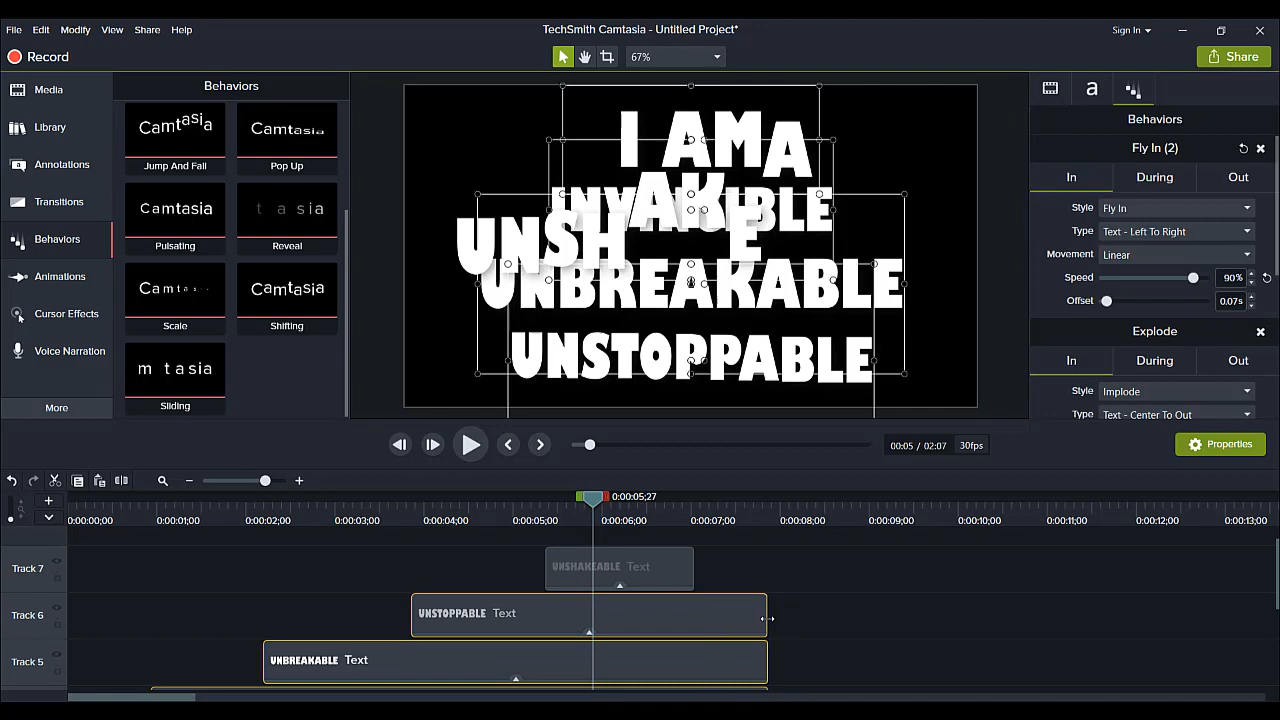 TechSmith Camtasia - Untitled Project*
File Edit Modify View Share Help
Sign In
Record
67%
Share
Media
Library
Annotations
Transitions
Behaviors
Animations
Cursor Effects
Voice Narration
More
Behaviors
Camtasia
Jump And Fall
Camtasia
Pop Up
Camtasia
Pulsating
t a sia
Reveal
Camta
Scale
Camtasia
Shifting
m t a sia
Sliding
I AM A
UNSH AK E
UNBREAKABLE
UNSTOPPABLE
Behaviors
Fly In (2)
In During Out
Style Fly In
Type Text - Left To Right
Movement Linear
Speed 90%
Offset 0.07s
Explode
In During Out
Style Implode
Type Text - Center To Out
00:05 / 02:07 30fps
Properties
0:00:05;27
0:00:00;00 0:00:01;00 0:00:02;00 0:00:03;00 0:00:04;00 0:00:05;00 0:00:06;00 0:00:07;00 0:00:08;00 0:00:09;00 0:00:10;00 0:00:11;00 0:00:12;00 0:00:13;00
Track 7
UNSHAKEABLE Text
Track 6
UNSTOPPABLE Text
Track 5
UNBREAKABLE Text